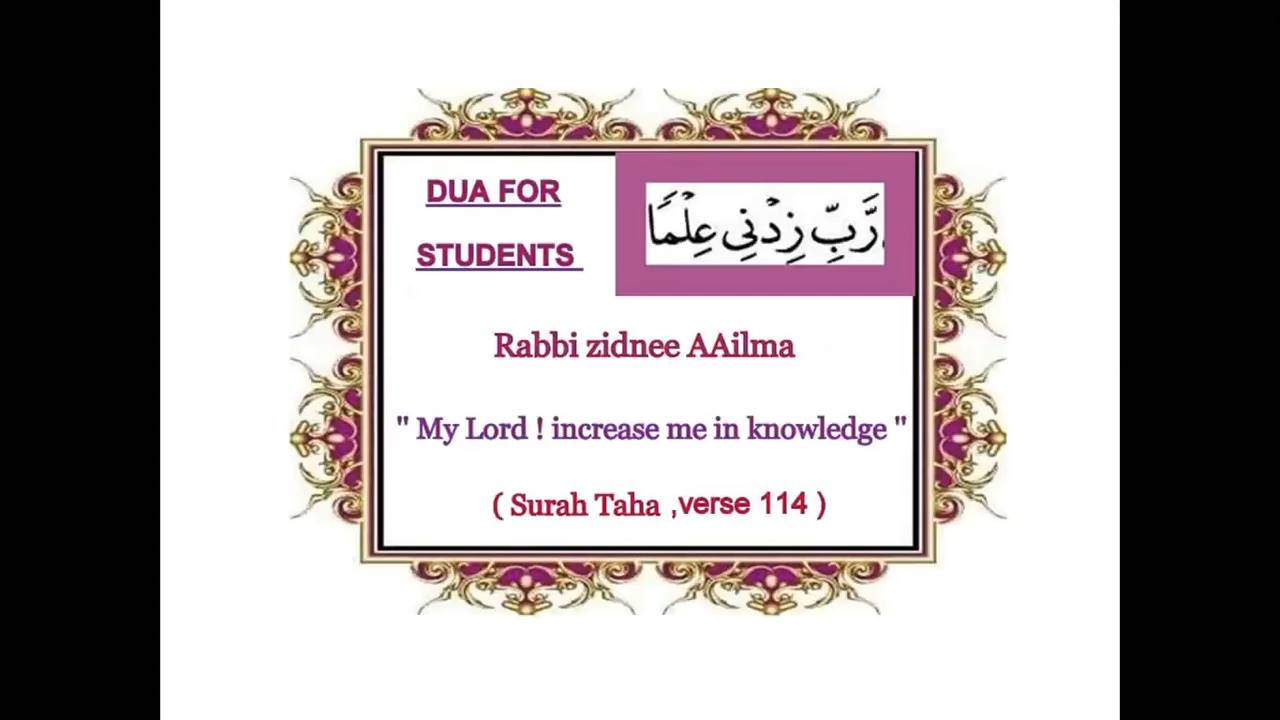 DUA FOR
STUDENTS
رَّبِّ زِدْنِى عِلْمًا
Rabbi zidnee AAilma
" My Lord ! increase me in knowledge "
( Surah Taha ,verse 114 )